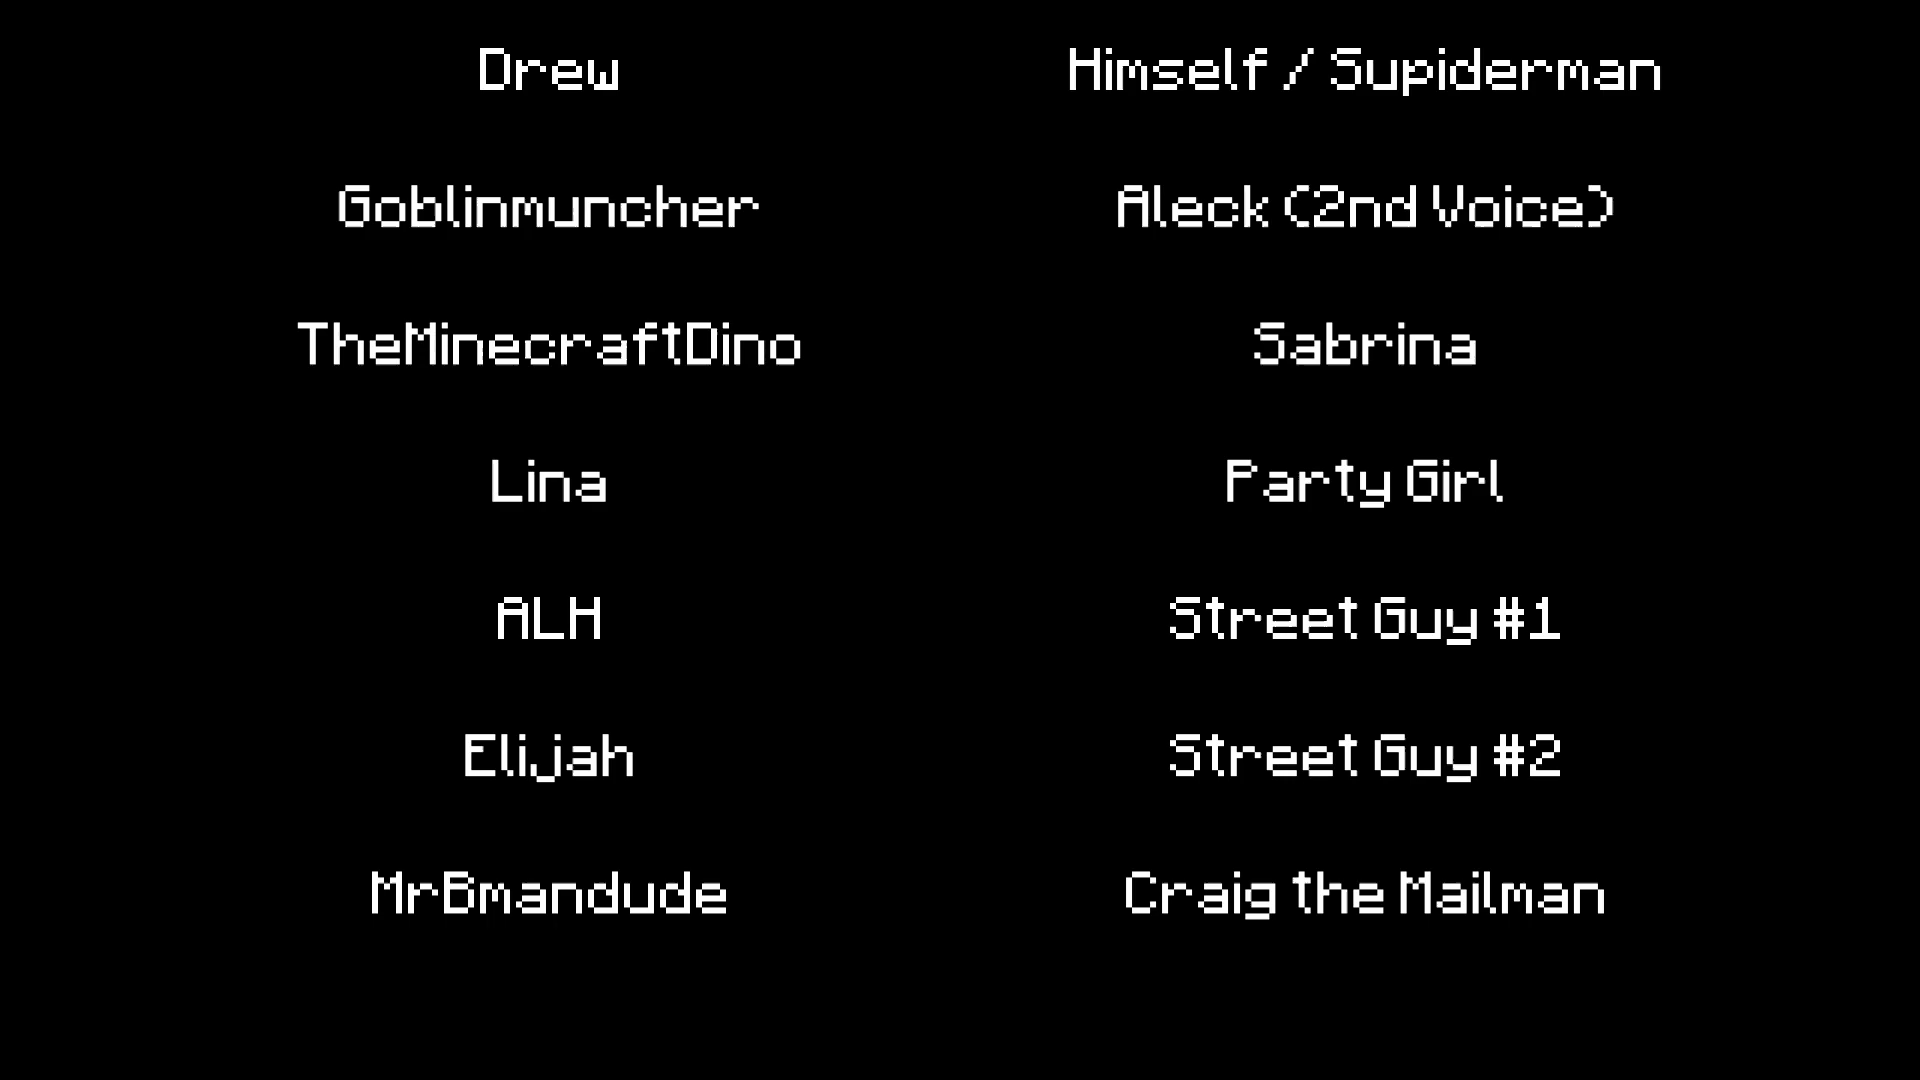 Drew Himself / Supiderman
Goblinmuncher Aleck (2nd Voice)
TheMinecraftDino Sabrina
Lina Party Girl
ALH Street Guy #1
Elijah Street Guy #2
MrBmandude Craig the Mailman